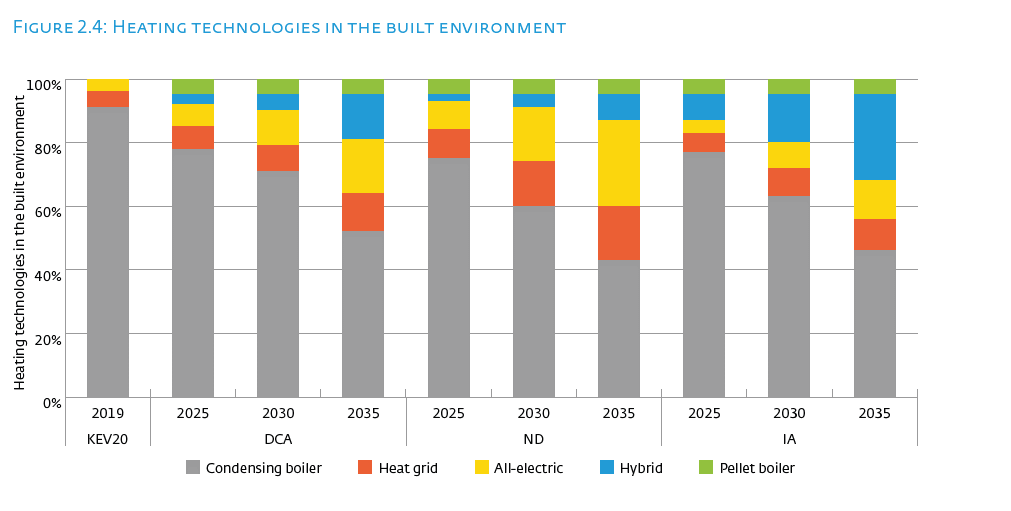 FIGURE 2.4: HEATING TECHNOLOGIES IN THE BUILT ENVIRONMENT
Heating technologies in the built environment
100%
80%
60%
40%
20%
0%
2019 2025 2030 2035 2025 2030 2035 2025 2030 2035
KEV20 DCA ND IA
Condensing boiler Heat grid All-electric Hybrid Pellet boiler